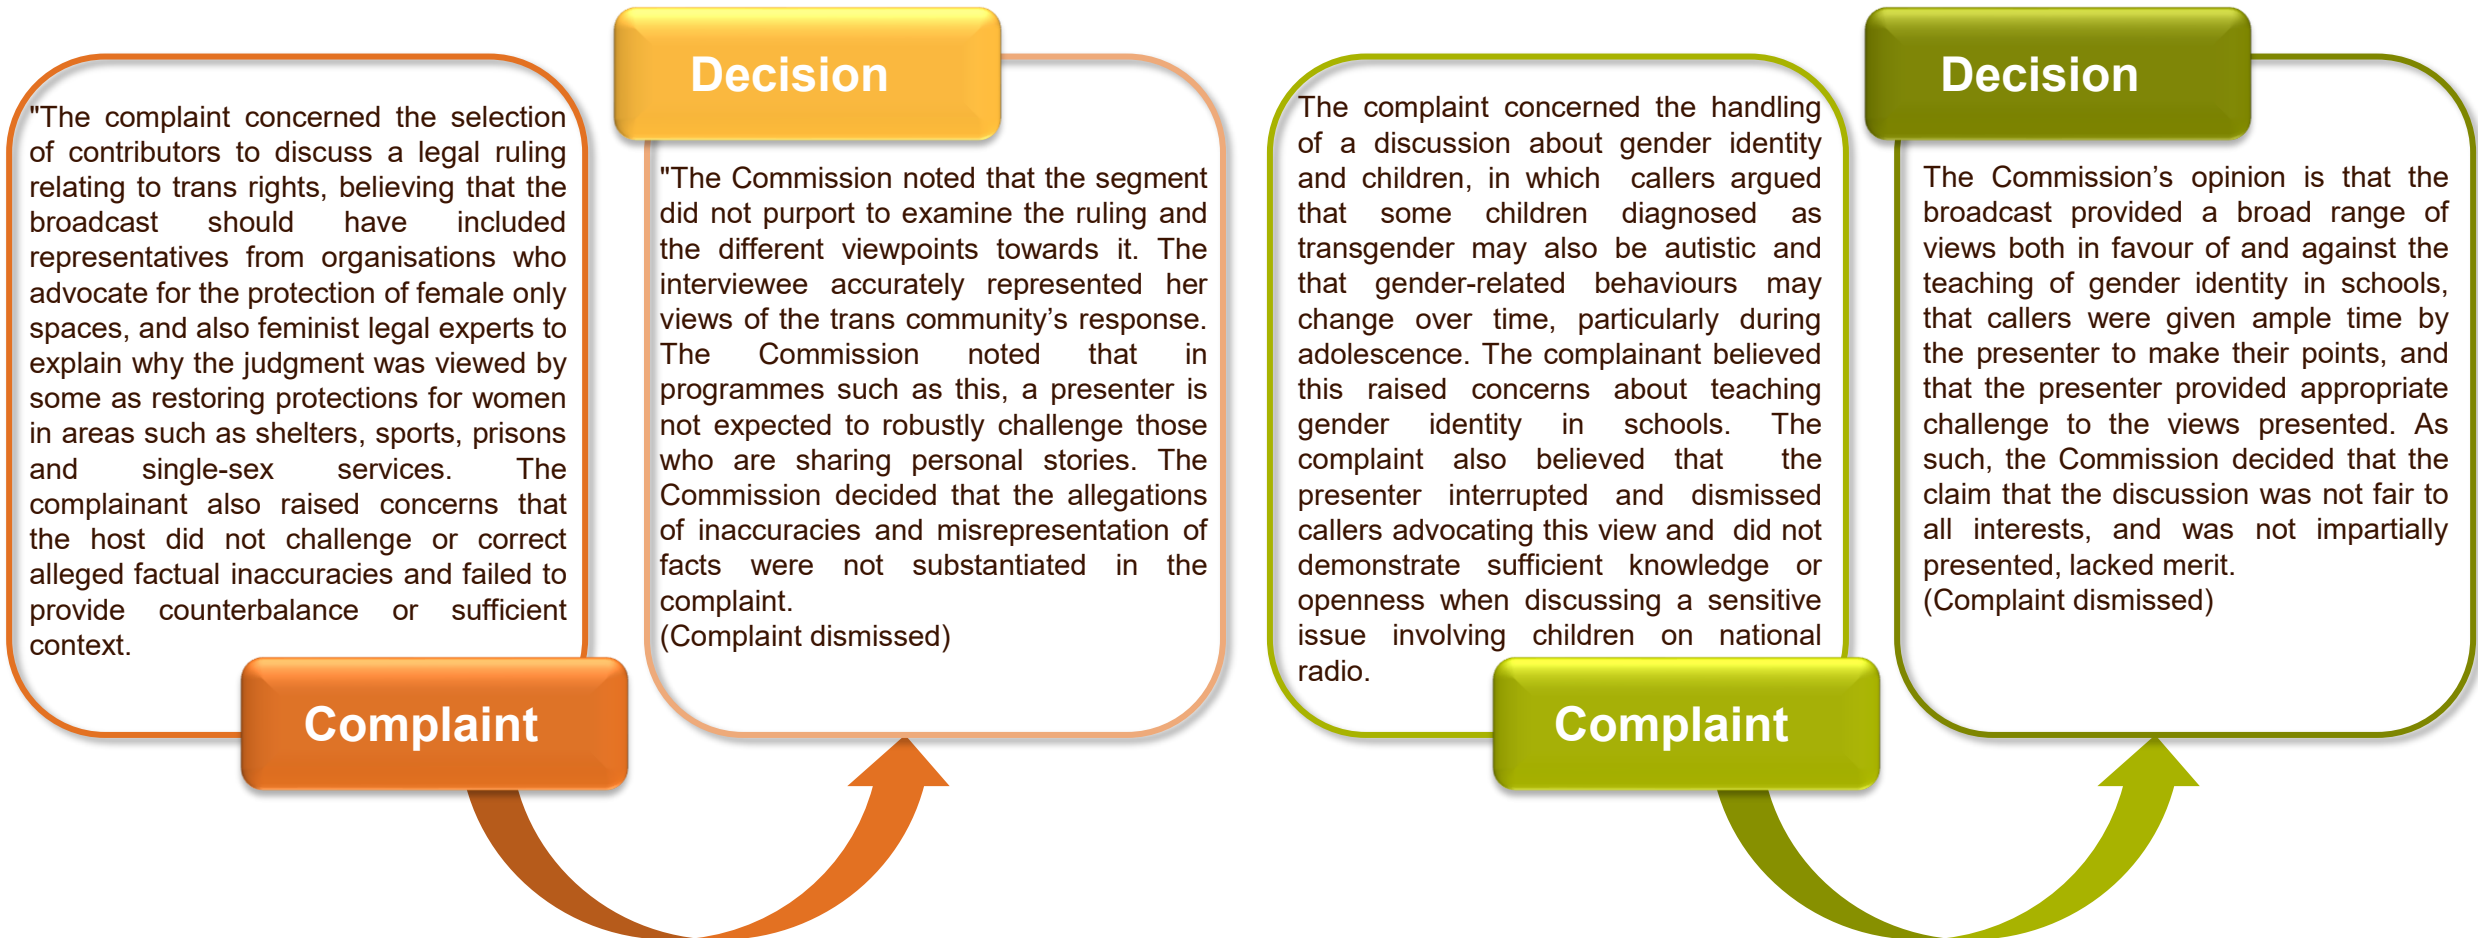 "The complaint concerned the selection
of contributors to discuss a legal ruling
relating to trans rights, believing that the
broadcast should have included
representatives from organisations who
advocate for the protection of female only
spaces, and also feminist legal experts to
explain why the judgment was viewed by
some as restoring protections for women
in areas such as shelters, sports, prisons
and single-sex services. The
complainant also raised concerns that
the host did not challenge or correct
alleged factual inaccuracies and failed to
provide counterbalance or sufficient
context.
Complaint
Decision
"The Commission noted that the segment
did not purport to examine the ruling and
the different viewpoints towards it. The
interviewee accurately represented her
views of the trans community’s response.
The Commission noted that in
programmes such as this, a presenter is
not expected to robustly challenge those
who are sharing personal stories. The
Commission decided that the allegations
of inaccuracies and misrepresentation of
facts were not substantiated in the
complaint.
(Complaint dismissed)
The complaint concerned the handling
of a discussion about gender identity
and children, in which callers argued
that some children diagnosed as
transgender may also be autistic and
that gender-related behaviours may
change over time, particularly during
adolescence. The complainant believed
this raised concerns about teaching
gender identity in schools. The
complaint also believed that the
presenter interrupted and dismissed
callers advocating this view and did not
demonstrate sufficient knowledge or
openness when discussing a sensitive
issue involving children on national
radio.
Complaint
Decision
The Commission’s opinion is that the
broadcast provided a broad range of
views both in favour of and against the
teaching of gender identity in schools,
that callers were given ample time by
the presenter to make their points, and
that the presenter provided appropriate
challenge to the views presented. As
such, the Commission decided that the
claim that the discussion was not fair to
all interests, and was not impartially
presented, lacked merit.
(Complaint dismissed)